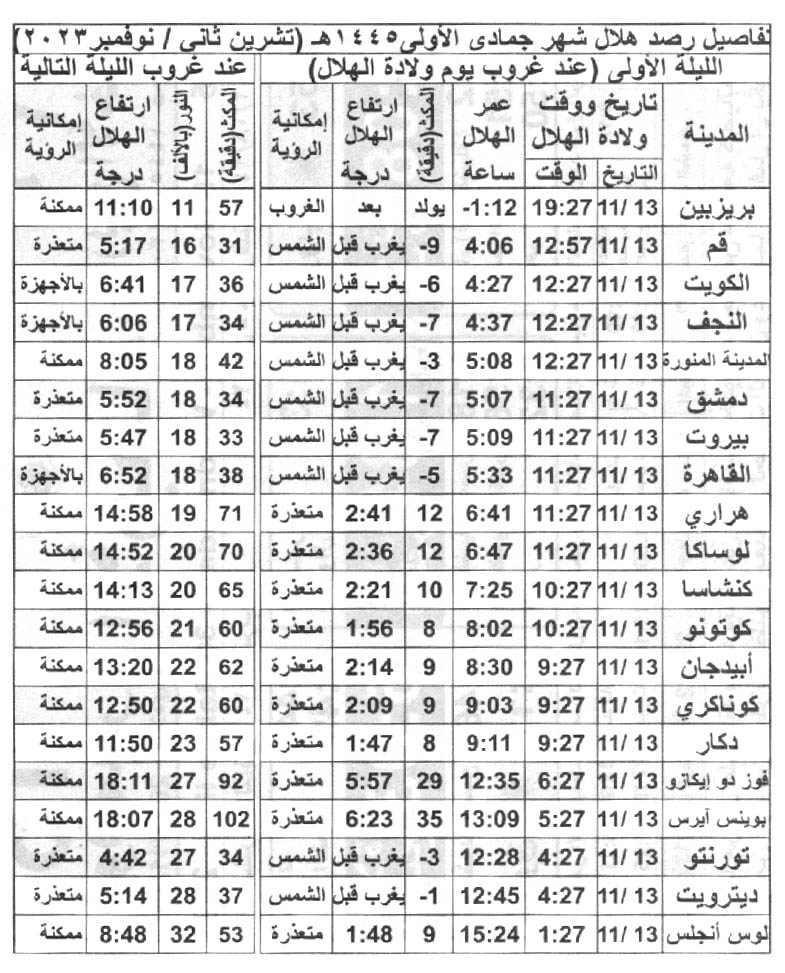 تفاصيل رصد هلال شهر جمادى الأولى١٤٤٥هـ (تشرين ثاني / نوفمبر٢٠٢٣)
الليلة الأولى (عند غروب يوم ولادة الهلال) عند غروب الليلة التالية
المدينة تاريخ ووقت ولادة الهلال عمر الهلال ساعة المكث(دقيقة) ارتفاع الهلال درجة إمكانية الرؤية المكث(دقيقة) النور(بالألف) ارتفاع الهلال درجة إمكانية الرؤية
التاريخ الوقت
بريزبين 11/ 13 19:27 -1:12 يولد بعد الغروب 57 11 11:10 ممكنة
قم 11/ 13 12:57 4:06 -9 يغرب قبل الشمس 31 16 5:17 متعذرة
الكويت 11/ 13 12:27 4:27 -6 يغرب قبل الشمس 36 17 6:41 بالأجهزة
النجف 11/ 13 12:27 4:37 -7 يغرب قبل الشمس 34 17 6:06 بالأجهزة
المدينة المنورة 11/ 13 12:27 5:08 -3 يغرب قبل الشمس 42 18 8:05 ممكنة
دمشق 11/ 13 11:27 5:07 -7 يغرب قبل الشمس 34 18 5:52 متعذرة
بيروت 11/ 13 11:27 5:09 -7 يغرب قبل الشمس 33 18 5:47 متعذرة
القاهرة 11/ 13 11:27 5:33 -5 يغرب قبل الشمس 38 18 6:52 بالأجهزة
هراري 11/ 13 11:27 6:41 12 2:41 متعذرة 71 19 14:58 ممكنة
لوساكا 11/ 13 11:27 6:47 12 2:36 متعذرة 70 20 14:52 ممكنة
كنشاسا 11/ 13 10:27 7:25 10 2:21 متعذرة 65 20 14:13 ممكنة
كوتونو 11/ 13 10:27 8:02 8 1:56 متعذرة 60 21 12:56 ممكنة
أبيدجان 11/ 13 9:27 8:30 9 2:14 متعذرة 62 22 13:20 ممكنة
كوناكري 11/ 13 9:27 9:03 9 2:09 متعذرة 60 22 12:50 ممكنة
دكار 11/ 13 9:27 9:11 8 1:47 متعذرة 57 23 11:50 ممكنة
فوز دو إيكازو 11/ 13 6:27 12:35 29 5:57 متعذرة 92 27 18:11 ممكنة
بوينس آيرس 11/ 13 5:27 13:09 35 6:23 متعذرة 102 28 18:07 ممكنة
تورنتو 11/ 13 4:27 12:28 -3 يغرب قبل الشمس 34 27 4:42 متعذرة
ديترويت 11/ 13 4:27 12:45 -1 يغرب قبل الشمس 37 28 5:14 متعذرة
لوس أنجلس 11/ 13 1:27 15:24 9 1:48 متعذرة 53 32 8:48 ممكنة